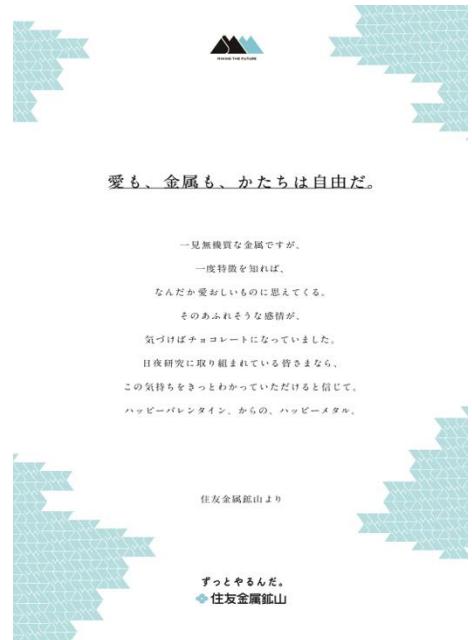 MINING THE FUTURE
愛も、金属も、かたちは自由だ。
一見無機質な金属ですが、
一度特徴を知れば、
なんだか愛おしいものに思えてくる。
そのあふれそうな感情が、
気づけばチョコレートになっていました。
日夜研究に取り組まれている皆さまなら、
この気持ちをきっとわかっていただけると信じて。
ハッピーバレンタイン、からの、ハッピーメタル。
住友金属鉱山より
ずっとやるんだ。
住友金属鉱山